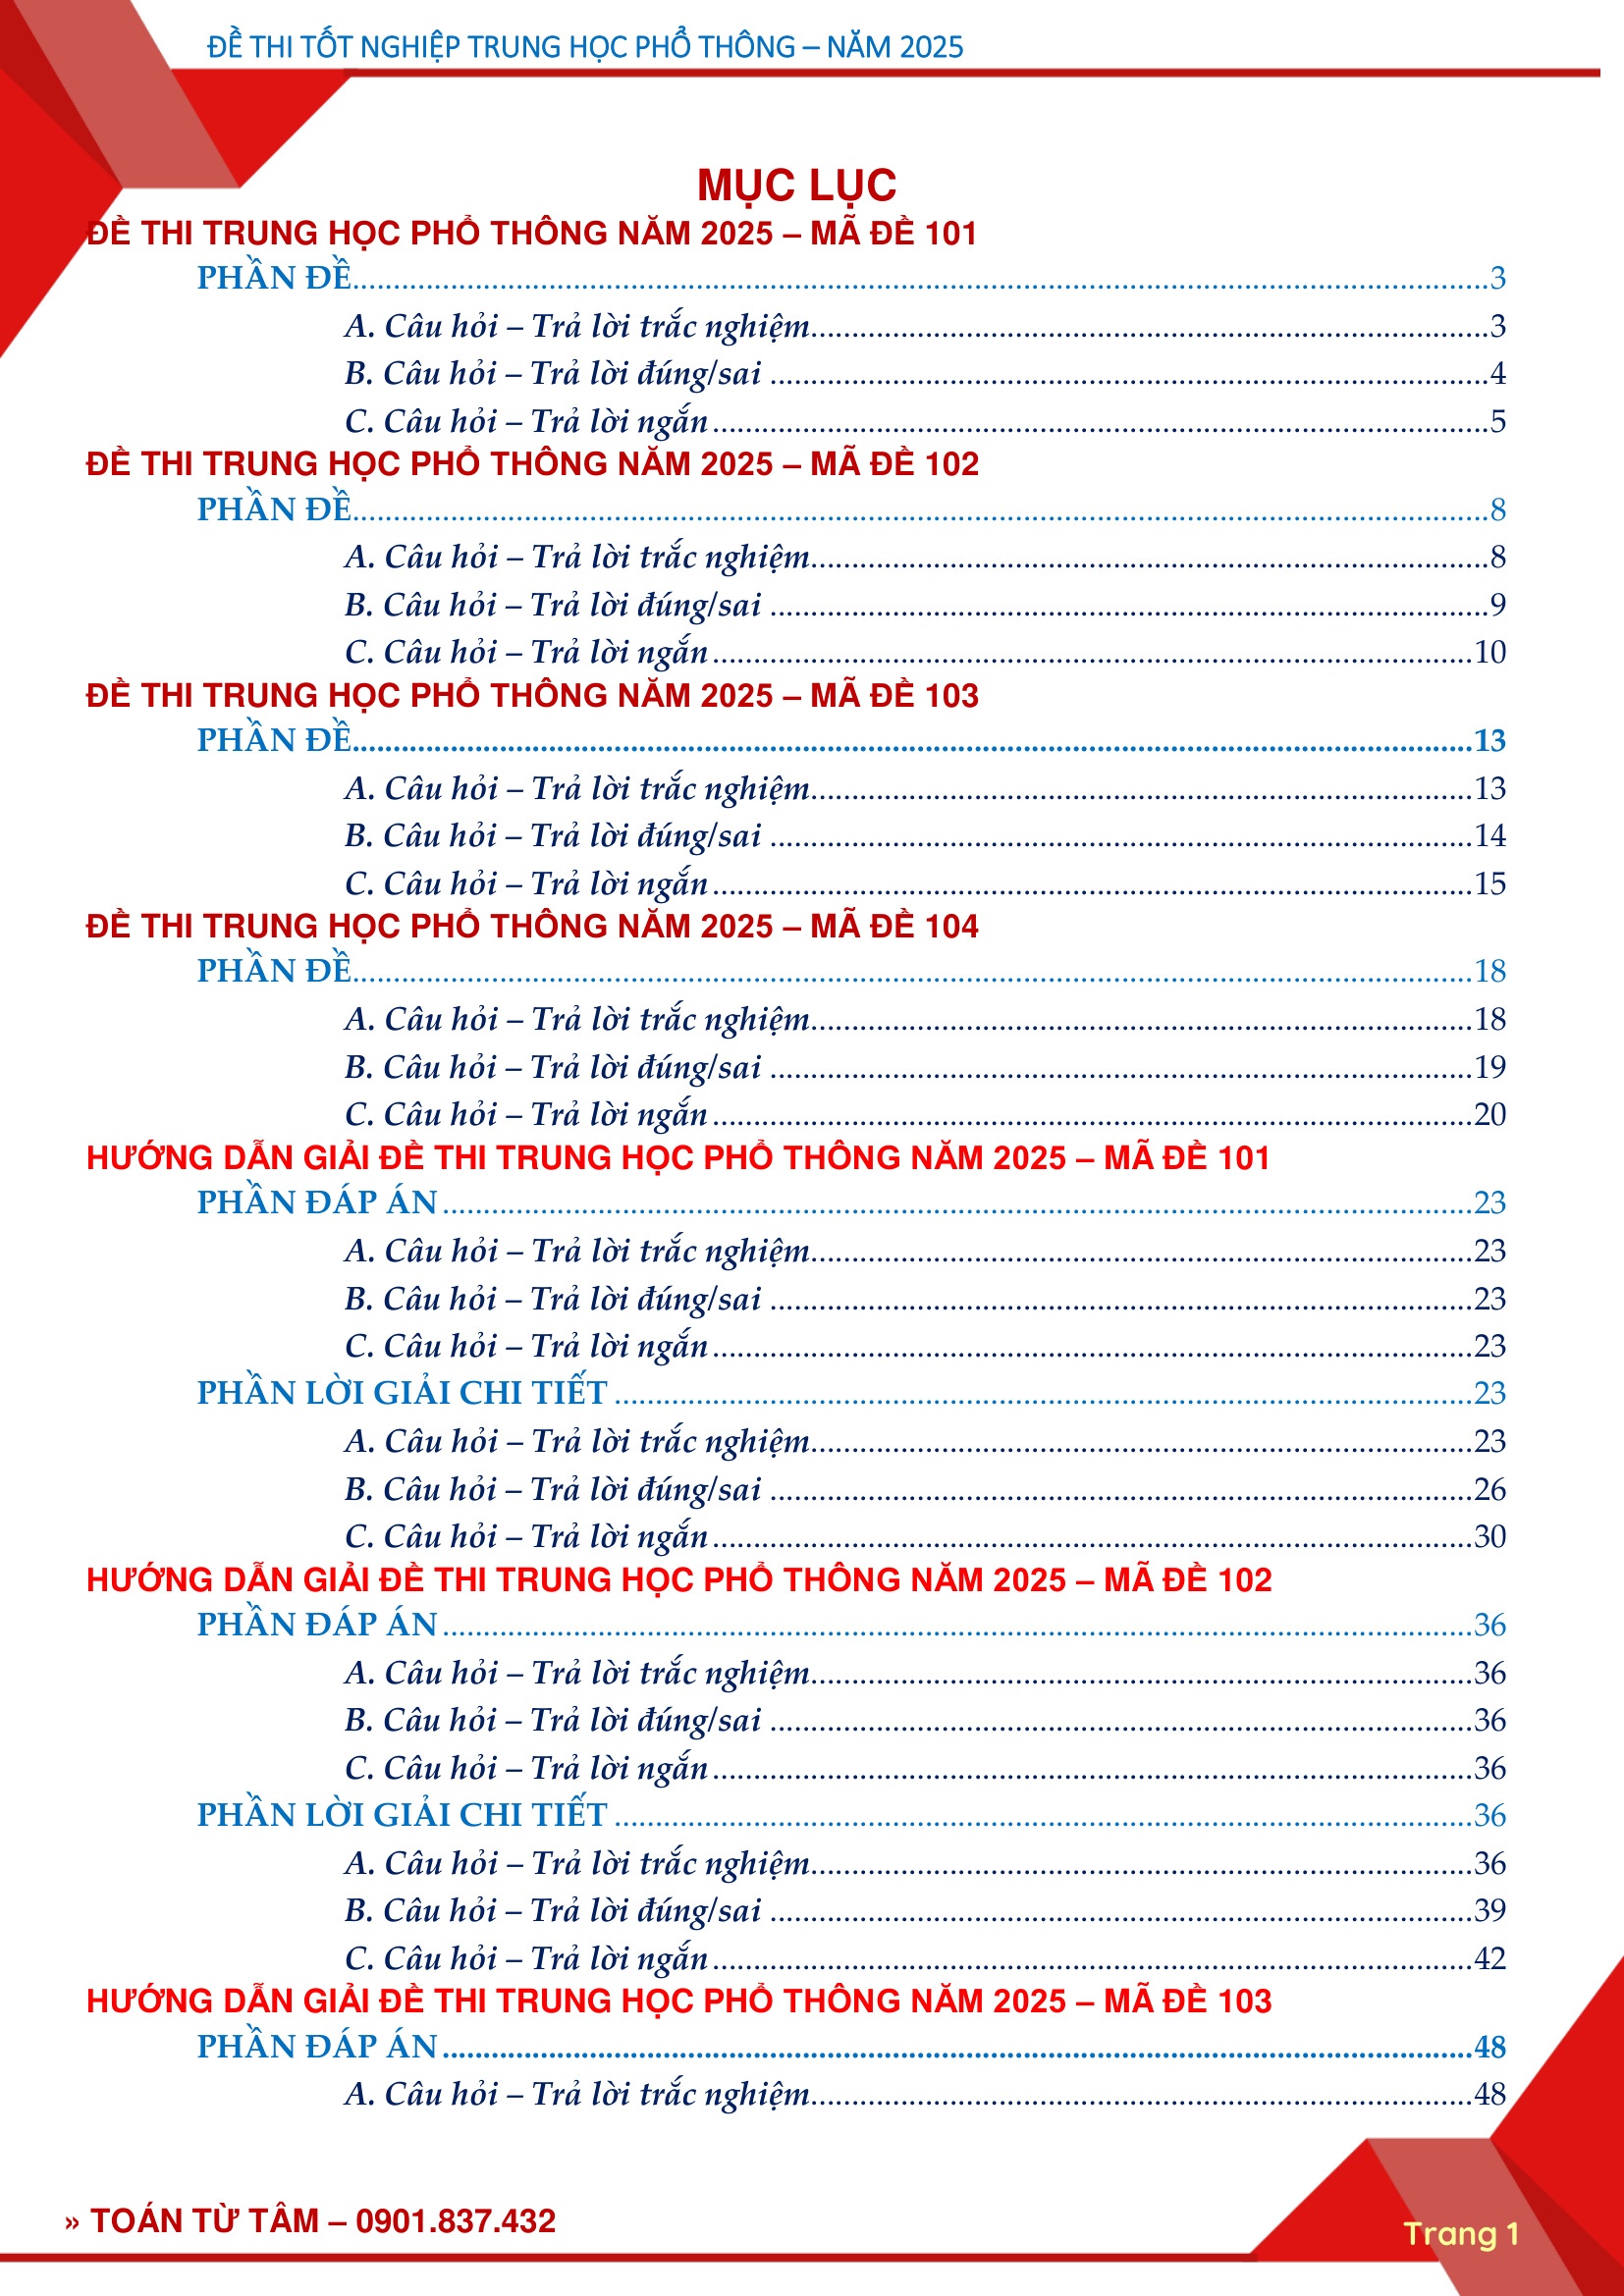 ĐỀ THI TỐT NGHIỆP TRUNG HỌC PHỔ THÔNG – NĂM 2025
MỤC LỤC
ĐỀ THI TRUNG HỌC PHỔ THÔNG NĂM 2025 – MÃ ĐỀ 101
PHẦN ĐỀ...3
A. Câu hỏi – Trả lời trắc nghiệm...3
B. Câu hỏi – Trả lời đúng/sai ...4
C. Câu hỏi – Trả lời ngắn...5
ĐỀ THI TRUNG HỌC PHỔ THÔNG NĂM 2025 – MÃ ĐỀ 102
PHẦN ĐỀ...8
A. Câu hỏi – Trả lời trắc nghiệm...8
B. Câu hỏi – Trả lời đúng/sai ...9
C. Câu hỏi – Trả lời ngắn...10
ĐỀ THI TRUNG HỌC PHỔ THÔNG NĂM 2025 – MÃ ĐỀ 103
PHẦN ĐỀ...13
A. Câu hỏi – Trả lời trắc nghiệm...13
B. Câu hỏi – Trả lời đúng/sai ...14
C. Câu hỏi – Trả lời ngắn...15
ĐỀ THI TRUNG HỌC PHỔ THÔNG NĂM 2025 – MÃ ĐỀ 104
PHẦN ĐỀ...18
A. Câu hỏi – Trả lời trắc nghiệm...18
B. Câu hỏi – Trả lời đúng/sai ...19
C. Câu hỏi – Trả lời ngắn...20
HƯỚNG DẪN GIẢI ĐỀ THI TRUNG HỌC PHỔ THÔNG NĂM 2025 – MÃ ĐỀ 101
PHẦN ĐÁP ÁN...23
A. Câu hỏi – Trả lời trắc nghiệm...23
B. Câu hỏi – Trả lời đúng/sai ...23
C. Câu hỏi – Trả lời ngắn...23
PHẦN LỜI GIẢI CHI TIẾT ...23
A. Câu hỏi – Trả lời trắc nghiệm...23
B. Câu hỏi – Trả lời đúng/sai ...26
C. Câu hỏi – Trả lời ngắn...30
HƯỚNG DẪN GIẢI ĐỀ THI TRUNG HỌC PHỔ THÔNG NĂM 2025 – MÃ ĐỀ 102
PHẦN ĐÁP ÁN...36
A. Câu hỏi – Trả lời trắc nghiệm...36
B. Câu hỏi – Trả lời đúng/sai ...36
C. Câu hỏi – Trả lời ngắn...36
PHẦN LỜI GIẢI CHI TIẾT ...36
A. Câu hỏi – Trả lời trắc nghiệm...36
B. Câu hỏi – Trả lời đúng/sai ...39
C. Câu hỏi – Trả lời ngắn...42
HƯỚNG DẪN GIẢI ĐỀ THI TRUNG HỌC PHỔ THÔNG NĂM 2025 – MÃ ĐỀ 103
PHẦN ĐÁP ÁN...48
A. Câu hỏi – Trả lời trắc nghiệm...48
» TOÁN TỪ TÂM – 0901.837.432
Trang 1